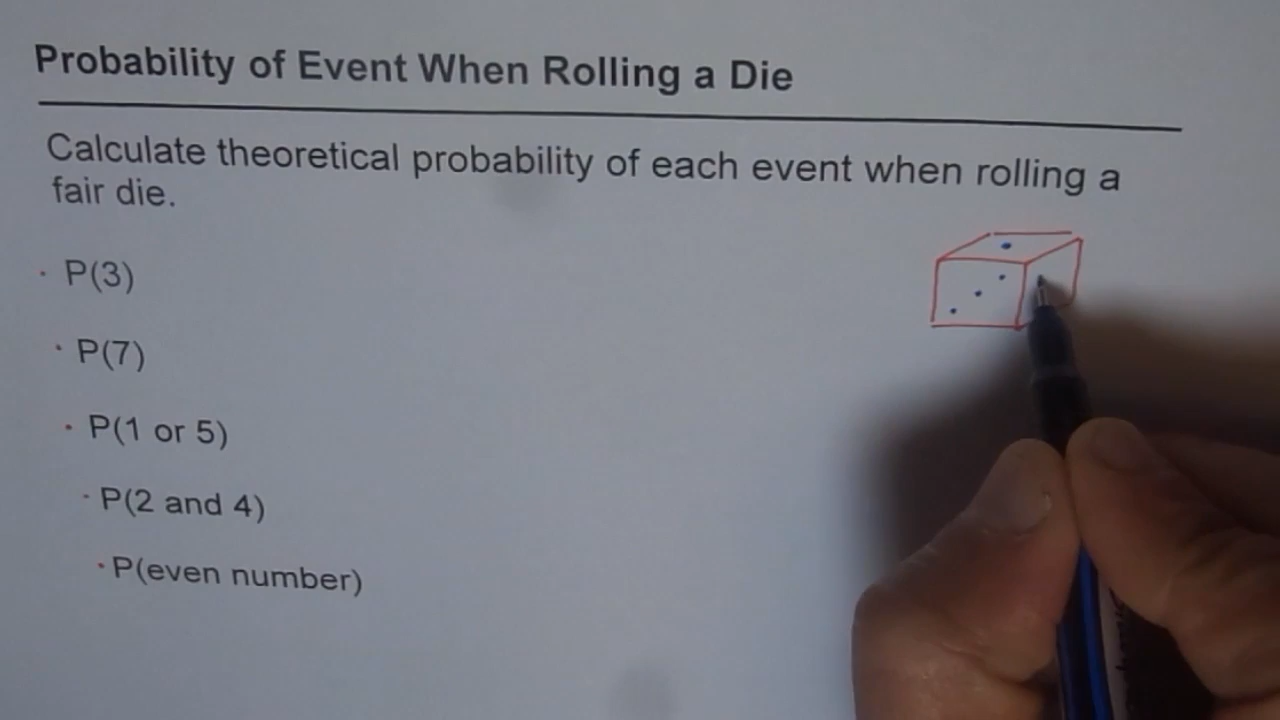 Probability of Event When Rolling a Die
Calculate theoretical probability of each event when rolling a
fair die.
· P(3)
· P(7)
· P(1 or 5)
· P(2 and 4)
· P(even number)